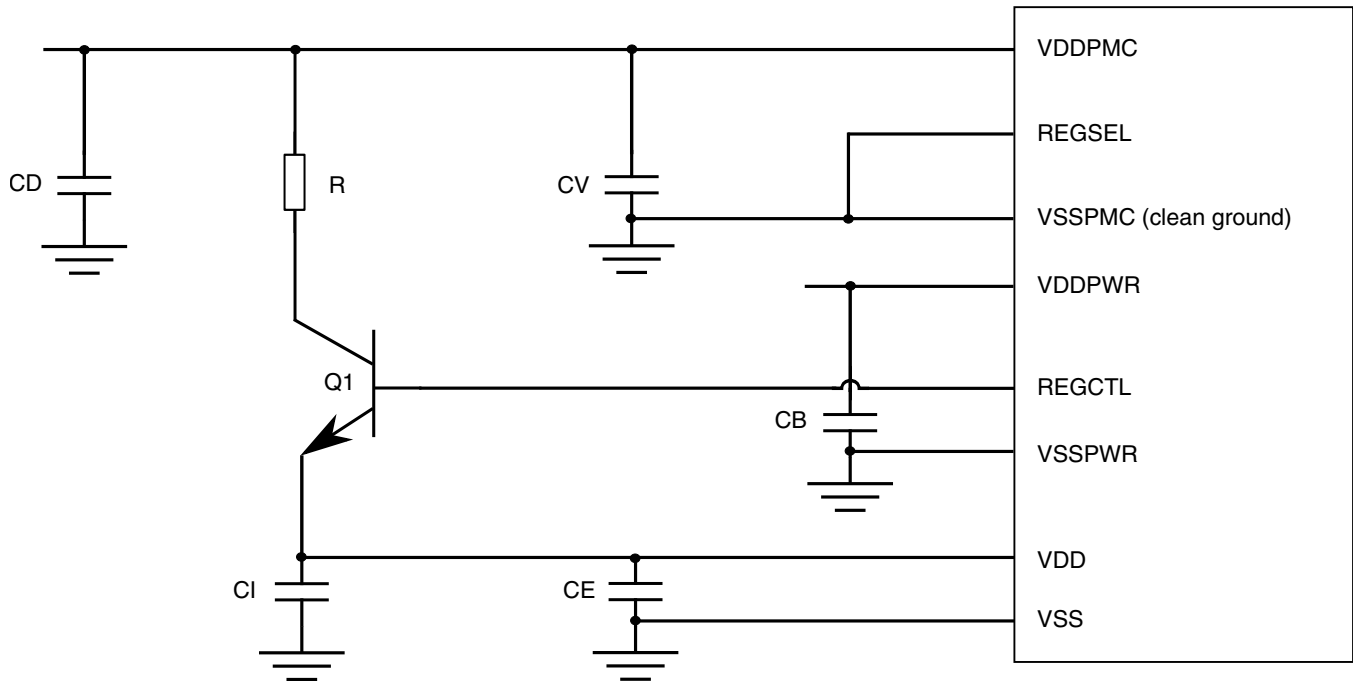 VDDPMC
REGSEL
CD
R
CV
VSSPMC (clean ground)
VDDPWR
Q1
REGCTL
CB
VSSPWR
VDD
CI
CE
VSS